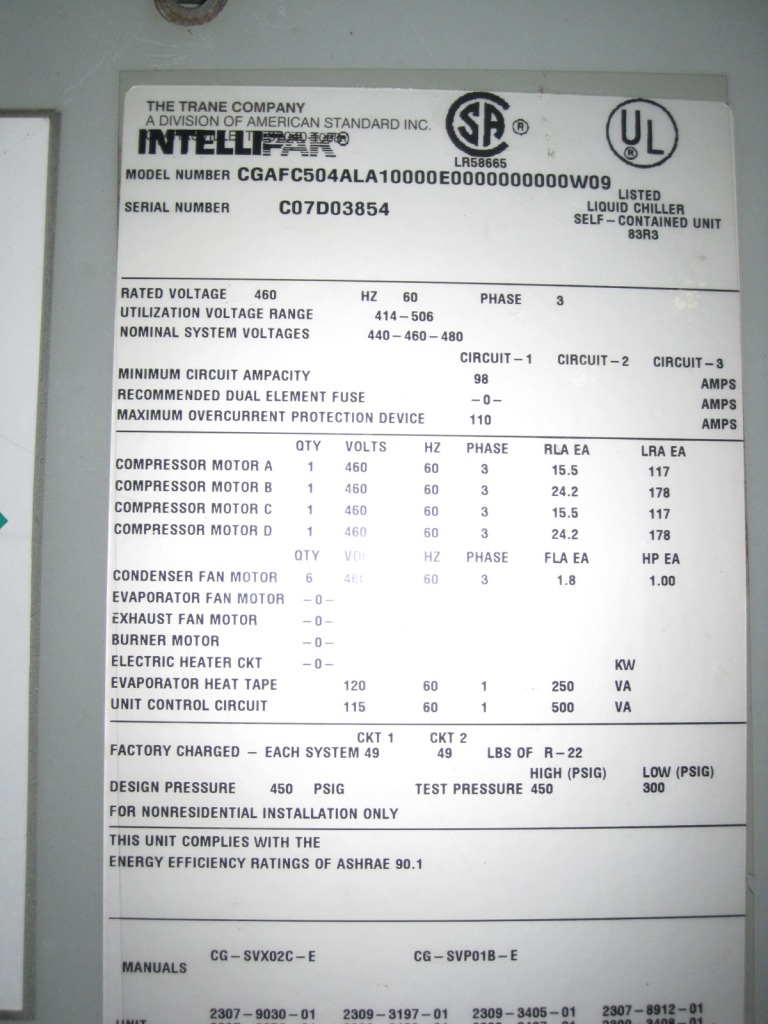 THE TRANE COMPANY
A DIVISION OF AMERICAN STANDARD INC.
INTELLIPAK®
SA ®
LR58665
UL ®
MODEL NUMBER CGAFC504ALA10000E0000000000W09
SERIAL NUMBER C07D03854
LISTED
LIQUID CHILLER
SELF-CONTAINED UNIT
83R3
RATED VOLTAGE 460 HZ 60 PHASE 3
UTILIZATION VOLTAGE RANGE 414-506
NOMINAL SYSTEM VOLTAGES 440-460-480
CIRCUIT-1 CIRCUIT-2 CIRCUIT-3
MINIMUM CIRCUIT AMPACITY 98 AMPS
RECOMMENDED DUAL ELEMENT FUSE -0- AMPS
MAXIMUM OVERCURRENT PROTECTION DEVICE 110 AMPS
QTY VOLTS HZ PHASE RLA EA LRA EA
COMPRESSOR MOTOR A 1 460 60 3 15.5 117
COMPRESSOR MOTOR B 1 460 60 3 24.2 178
COMPRESSOR MOTOR C 1 460 60 3 15.5 117
COMPRESSOR MOTOR D 1 460 60 3 24.2 178
QTY HZ PHASE FLA EA HP EA
CONDENSER FAN MOTOR 6 460 60 3 1.8 1.00
EVAPORATOR FAN MOTOR -0-
EXHAUST FAN MOTOR -0-
BURNER MOTOR -0-
ELECTRIC HEATER CKT -0- KW
EVAPORATOR HEAT TAPE 120 60 1 250 VA
UNIT CONTROL CIRCUIT 115 60 1 500 VA
CKT 1 CKT 2
FACTORY CHARGED - EACH SYSTEM 49 49 LBS OF R-22
HIGH (PSIG) LOW (PSIG)
DESIGN PRESSURE 450 PSIG TEST PRESSURE 450 300
FOR NONRESIDENTIAL INSTALLATION ONLY
THIS UNIT COMPLIES WITH THE
ENERGY EFFICIENCY RATINGS OF ASHRAE 90.1
MANUALS CG-SVX02C-E CG-SVP01B-E
2307-9030-01 2309-3197-01 2309-3405-01 2307-8912-01
UNIT